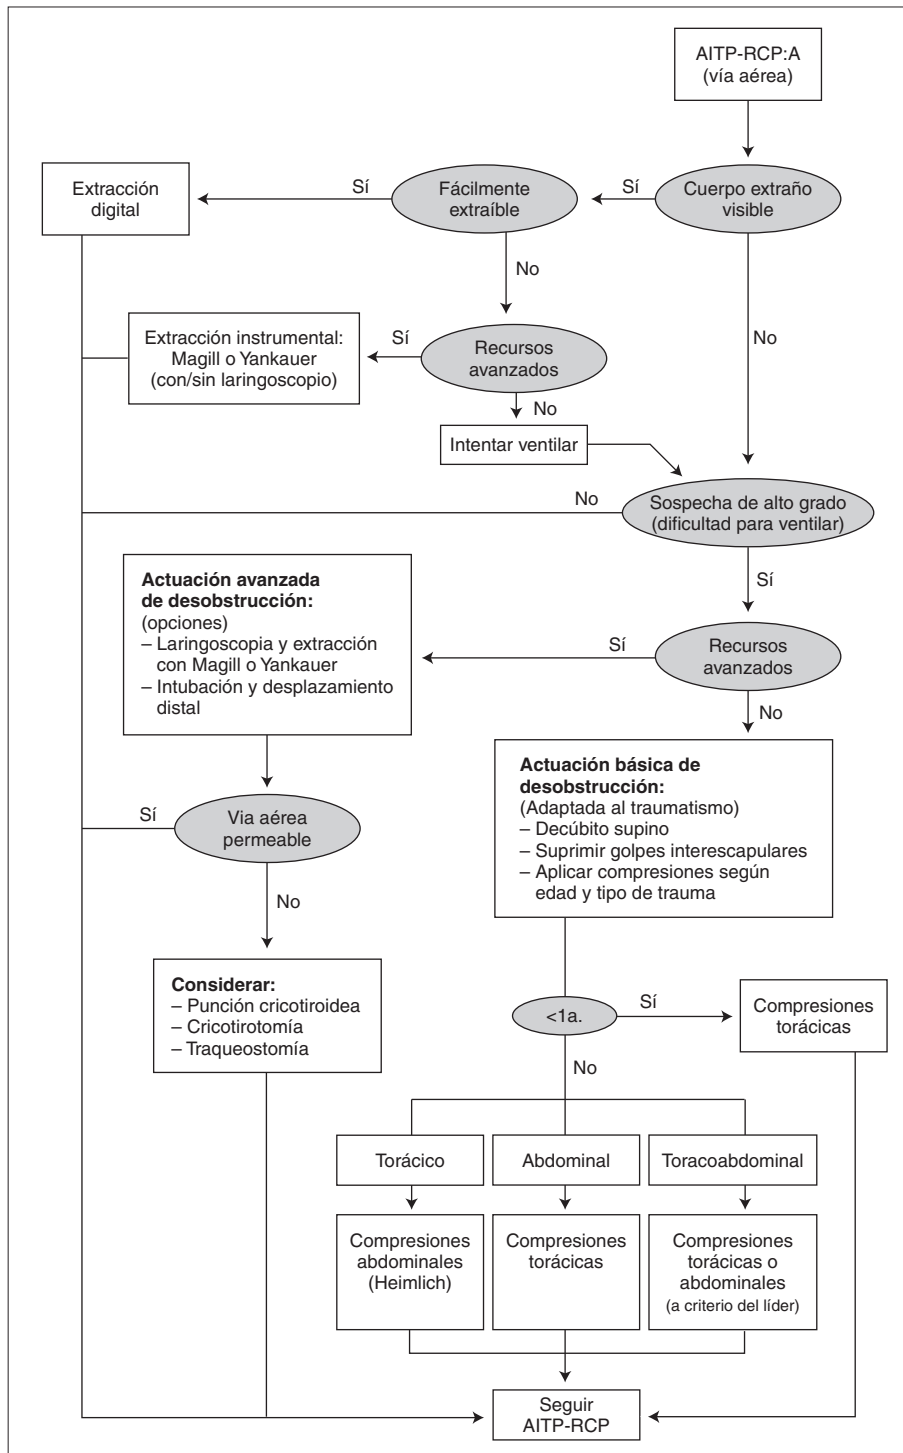 AITP-RCP:A
(vía aérea)
Cuerpo extraño
visible
Sí
Fácilmente
extraíble
Sí
Extracción
digital
No
No
Recursos
avanzados
Sí
Extracción instrumental:
Magill o Yankauer
(con/sin laringoscopio)
No
Intentar ventilar
Sospecha de alto grado
(dificultad para ventilar)
No
Sí
Recursos
avanzados
Sí
Actuación avanzada
de desobstrucción:
(opciones)
– Laringoscopia y extracción
con Magill o Yankauer
– Intubación y desplazamiento
distal
No
Actuación básica de
desobstrucción:
(Adaptada al traumatismo)
– Decúbito supino
– Suprimir golpes interescapulares
– Aplicar compresiones según
edad y tipo de trauma
Via aérea
permeable
Sí
No
Considerar:
– Punción cricotiroidea
– Cricotirotomía
– Traqueostomía
<1a.
Sí
Compresiones
torácicas
No
Torácico
Abdominal
Toracoabdominal
Compresiones
abdominales
(Heimlich)
Compresiones
torácicas
Compresiones
torácicas o
abdominales
(a criterio del líder)
Seguir
AITP-RCP